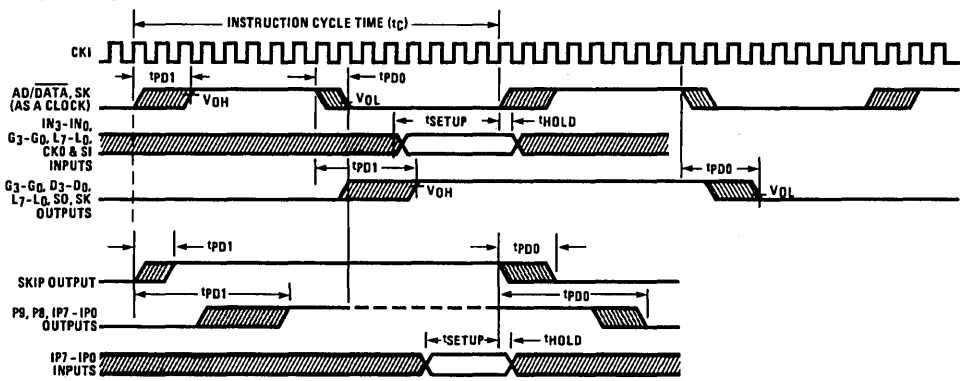 INSTRUCTION CYCLE TIME (tC)
CKI
tPD1
tPD0
AD/DATA, SK
(AS A CLOCK)
VOH
VOL
IN3-IN0,
G3-G0, L7-L0,
CKO & SI
INPUTS
tSETUP
tHOLD
tPD1
tPD0
G3-G0, D3-D0,
L7-L0, SO, SK
OUTPUTS
VOH
VOL
tPD1
tPD0
SKIP OUTPUT
tPD1
tPD0
P9, P8, IP7-IP0
OUTPUTS
tSETUP
tHOLD
IP7-IP0
INPUTS